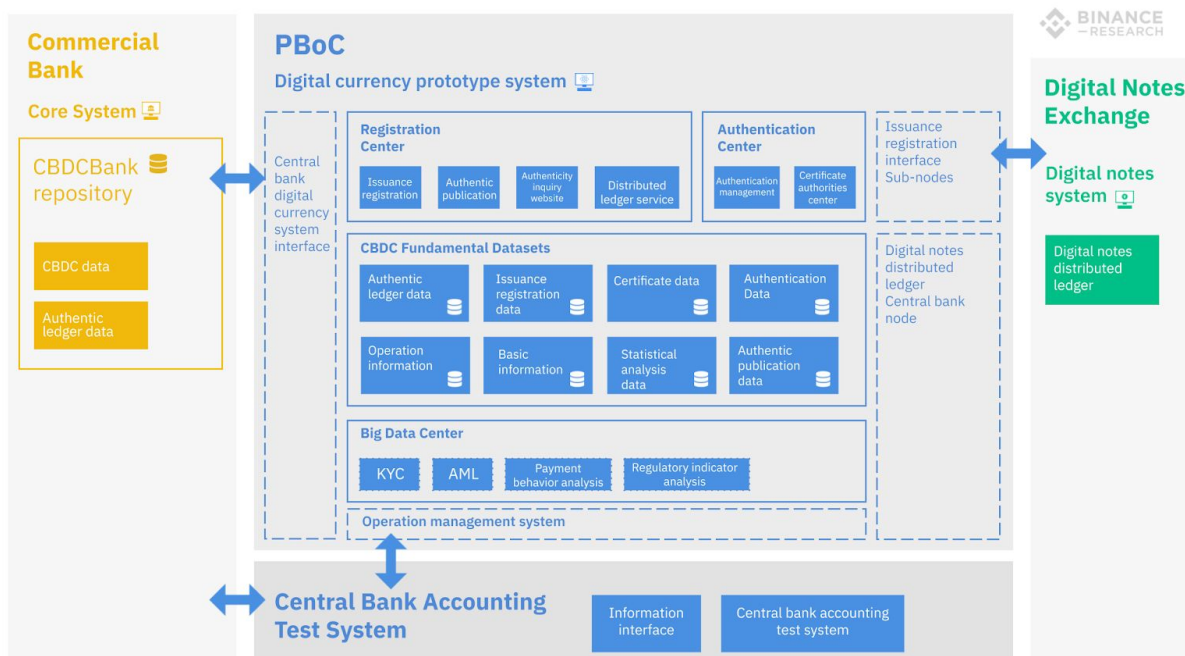 BINANCE
RESEARCH
Commercial
Bank
Core System
CBDCBank
repository
CBDC data
Authentic
ledger data
PBoC
Digital currency prototype system
Central
bank
digital
currency
system
interface
Registration
Center
Issuance
registration
Authentic
publication
Authenticity
inquiry
website
Distributed
ledger service
Authentication
Center
Authentication
management
Certificate
authorities
center
Issuance
registration
interface
Sub-nodes
CBDC Fundamental Datasets
Authentic
ledger data
Issuance
registration
data
Certificate data
Authentication
Data
Operation
information
Basic
information
Statistical
analysis
data
Authentic
publication
data
Digital notes
distributed
ledger
Central bank
node
Big Data Center
KYC
AML
Payment
behavior analysis
Regulatory indicator
analysis
Operation management system
Central Bank Accounting
Test System
Information
interface
Central bank accounting
test system
Digital Notes
Exchange
Digital notes
system
Digital notes
distributed
ledger